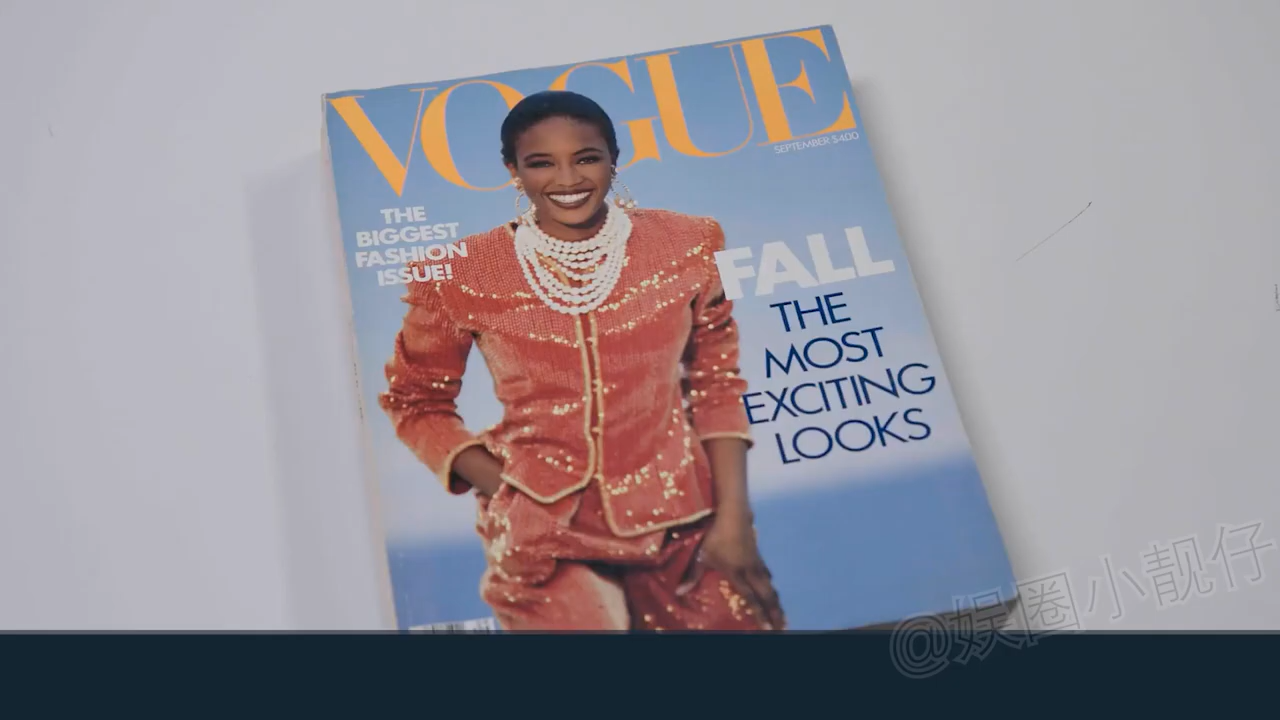 VOGUE
SEPTEMBER $4.00
THE
BIGGEST
FASHION
ISSUE!
FALL
THE
MOST
EXCITING
LOOKS
@娱圈小靓仔